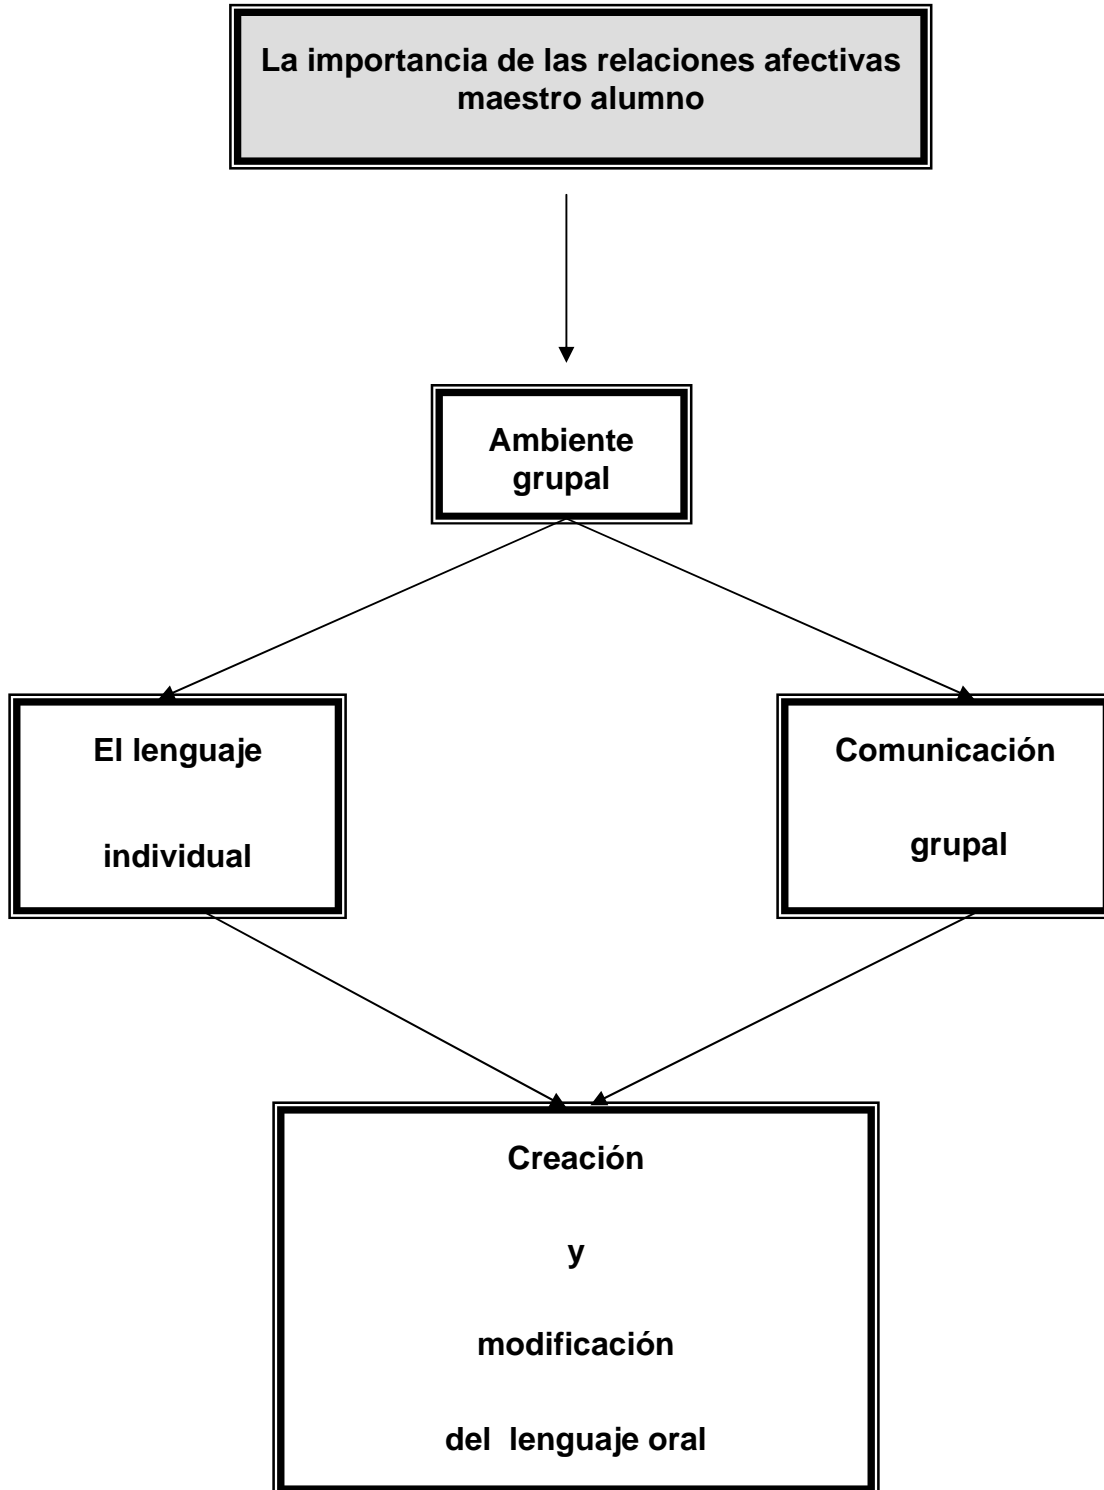 La importancia de las relaciones afectivas
maestro alumno
Ambiente
grupal
El lenguaje
individual
Comunicación
grupal
Creación
y
modificación
del lenguaje oral